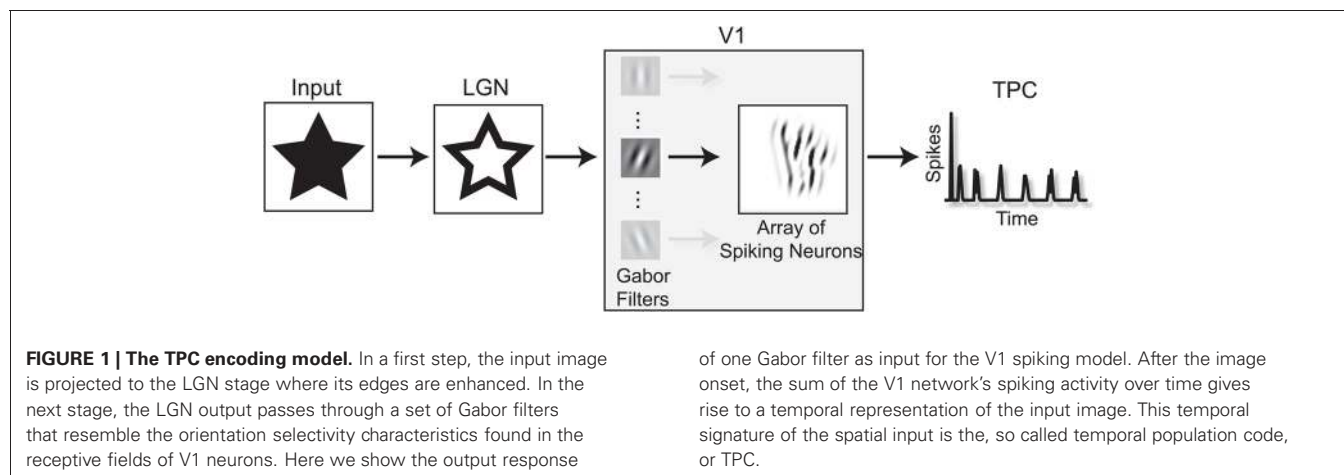 V1
Input
LGN
TPC
Spikes
Time
Array of
Spiking Neurons
Gabor
Filters
FIGURE 1 | The TPC encoding model. In a first step, the input image
is projected to the LGN stage where its edges are enhanced. In the
next stage, the LGN output passes through a set of Gabor filters
that resemble the orientation selectivity characteristics found in the
receptive fields of V1 neurons. Here we show the output response
of one Gabor filter as input for the V1 spiking model. After the image
onset, the sum of the V1 network's spiking activity over time gives
rise to a temporal representation of the input image. This temporal
signature of the spatial input is the, so called temporal population code,
or TPC.